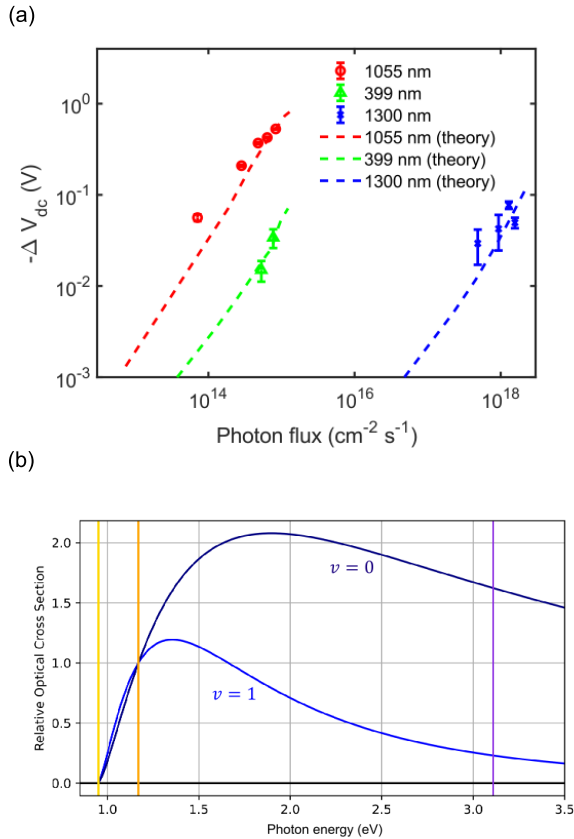 (a)
10^0
10^-1
10^-2
10^-3
-Δ V_dc (V)
1055 nm
399 nm
1300 nm
1055 nm (theory)
399 nm (theory)
1300 nm (theory)
10^14
10^16
10^18
Photon flux (cm^-2 s^-1)
(b)
2.0
1.5
1.0
0.5
0.0
Relative Optical Cross Section
v = 0
v = 1
1.0
1.5
2.0
2.5
3.0
3.5
Photon energy (eV)